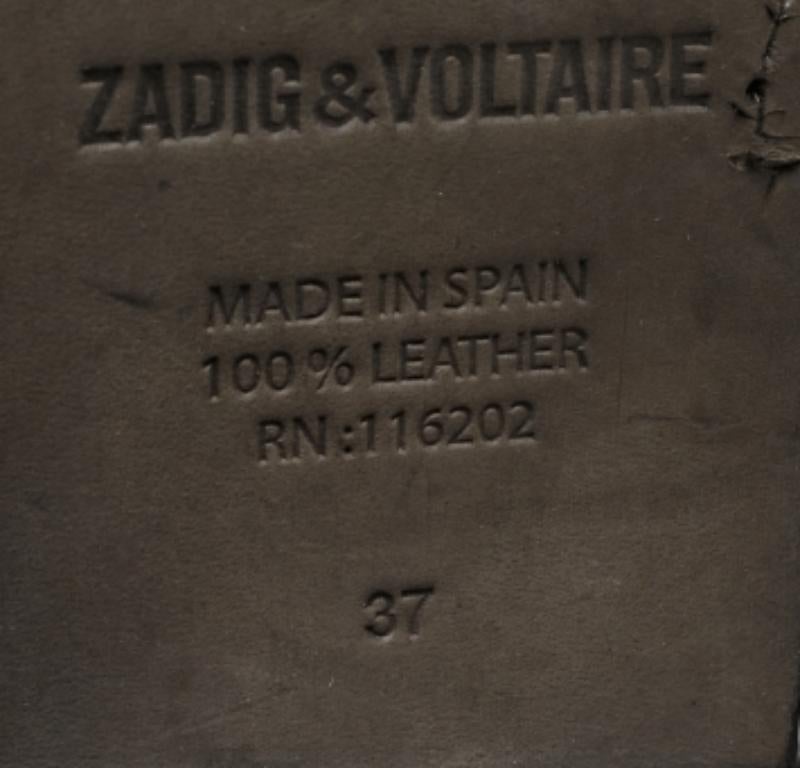 ZADIG & VOLTAIRE
MADE IN SPAIN
100 % LEATHER
RN :116202
37